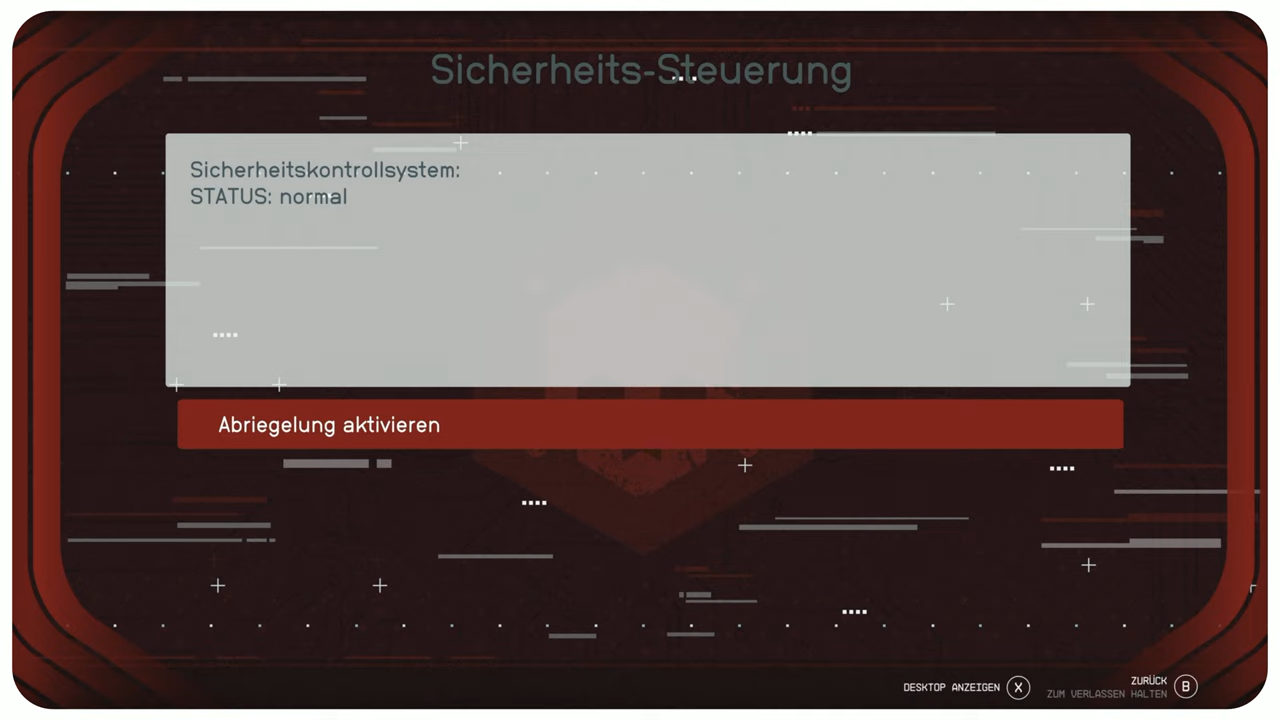 Sicherheits-Steuerung
Sicherheitskontrollsystem:
STATUS: normal
Abriegelung aktivieren
DESKTOP ANZEIGEN X
ZURÜCK B
ZUM VERLASSEN HALTEN